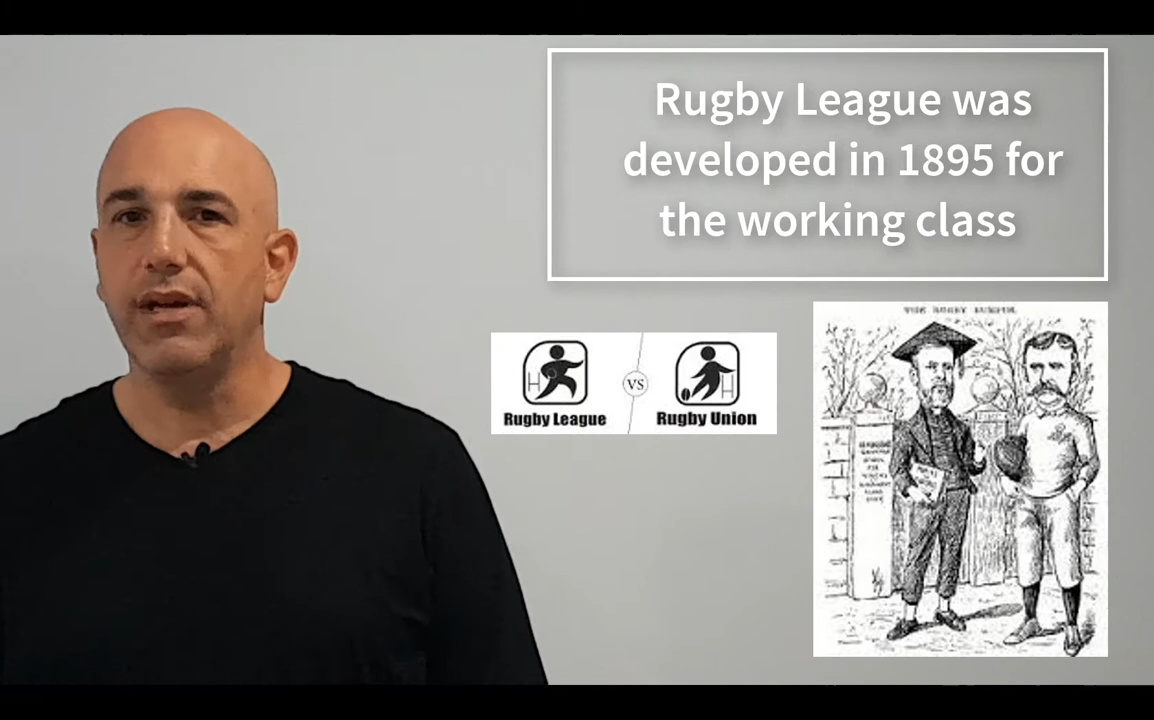 Rugby League was
developed in 1895 for
the working class
VS
Rugby League
Rugby Union